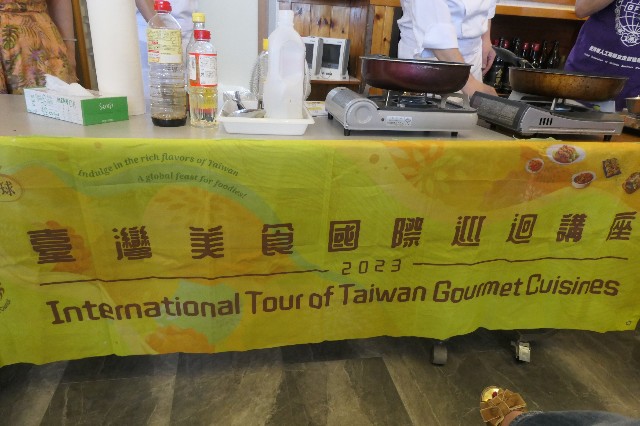 Indulge in the rich flavors of Taiwan
A global feast for foodies!
球
臺灣美食國際巡迴講座
2023
International Tour of Taiwan Gourmet Cuisines